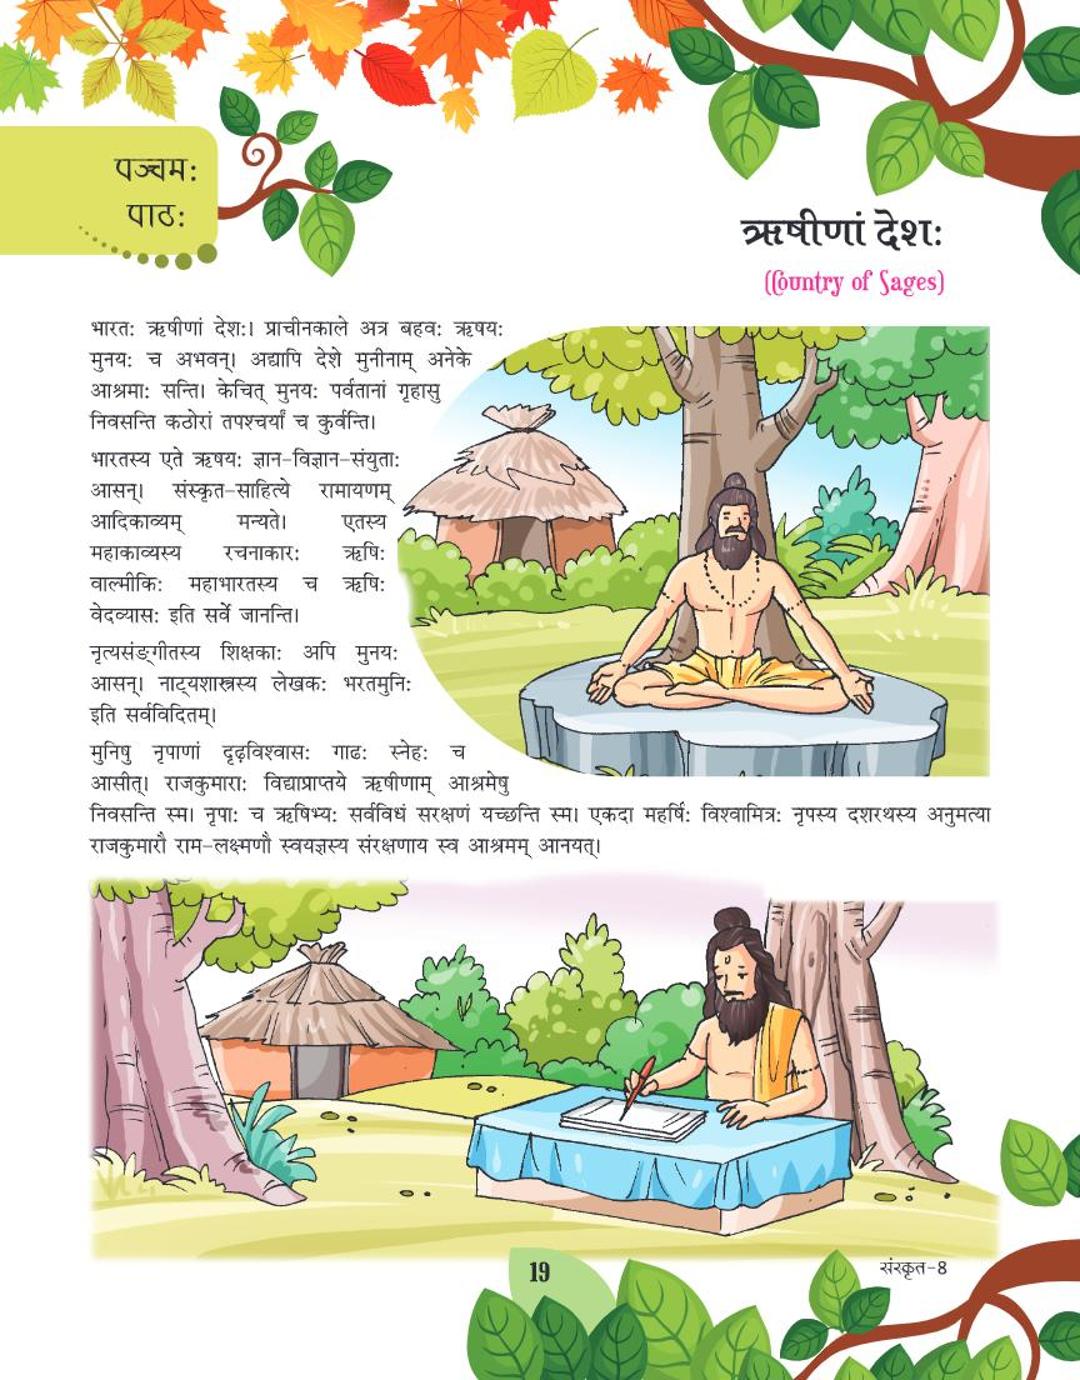 पञ्चमः
पाठः
ऋषीणां देशः
(Country of Sages)
भारतः ऋषीणां देशः। प्राचीनकाले अत्र बहवः ऋषयः
मुनयः च अभवन्। अद्यापि देशे मुनीनाम् अनेके
आश्रमाः सन्ति। केचित् मुनयः पर्वतानां गृहासु
निवसन्ति कठोरां तपश्चर्यां च कुर्वन्ति।
भारतस्य एते ऋषयः ज्ञान-विज्ञान-संयुताः
आसन्। संस्कृत-साहित्ये रामायणम्
आदिकाव्यम् मन्यते। एतस्य
महाकाव्यस्य रचनाकारः ऋषिः
वाल्मीकिः महाभारतस्य च ऋषिः
वेदव्यासः इति सर्वे जानन्ति।
नृत्यसंङ्गीतस्य शिक्षकाः अपि मुनयः
आसन्। नाट्यशास्त्रस्य लेखकः भरतमुनिः
इति सर्वविदितम्।
मुनिषु नृपाणां दृढ़विश्वासः गाढः स्नेहः च
आसीत्। राजकुमाराः विद्याप्राप्तये ऋषीणाम् आश्रमेषु
निवसन्ति स्म। नृपाः च ऋषिभ्यः सर्वविधं सरक्षणं यच्छन्ति स्म। एकदा महर्षिः विश्वामित्रः नृपस्य दशरथस्य अनुमत्या
राजकुमारौ राम-लक्ष्मणौ स्वयज्ञस्य संरक्षणाय स्व आश्रमम् आनयत्।
19
संस्कृत-8